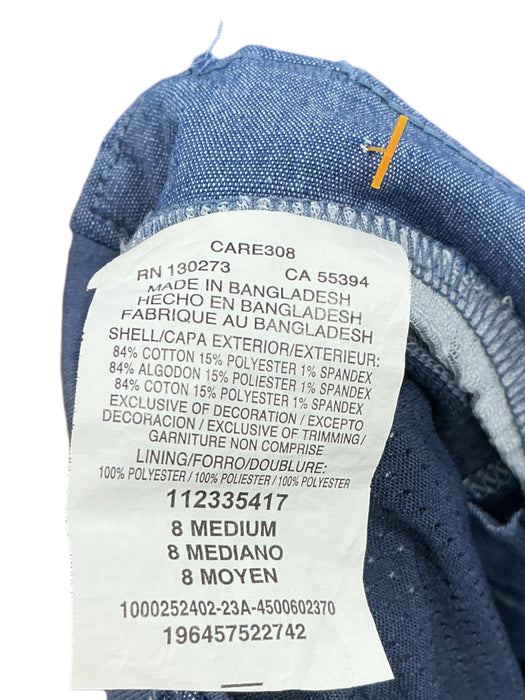 CARE308
RN 130273 CA 55394
MADE IN BANGLADESH
HECHO EN BANGLADESH
FABRIQUE AU BANGLADESH
SHELL/CAPA EXTERIOR/EXTERIEUR:
84% COTTON 15% POLYESTER 1% SPANDEX
84% ALGODON 15% POLYESTER 1% SPANDEX
84% COTON 15% POLYESTER 1% SPANDEX
EXCLUSIVE OF DECORATION / EXCEPTO
DECORACION / EXCLUSIVE OF TRIMMING/
GARNITURE NON COMPRISE
LINING/FORRO/DOUBLURE:
100% POLYESTER / 100% POLIESTER / 100% POLYESTER
112335417
8 MEDIUM
8 MEDIANO
8 MOYEN
1000252402-23A-4500602370
196457522742